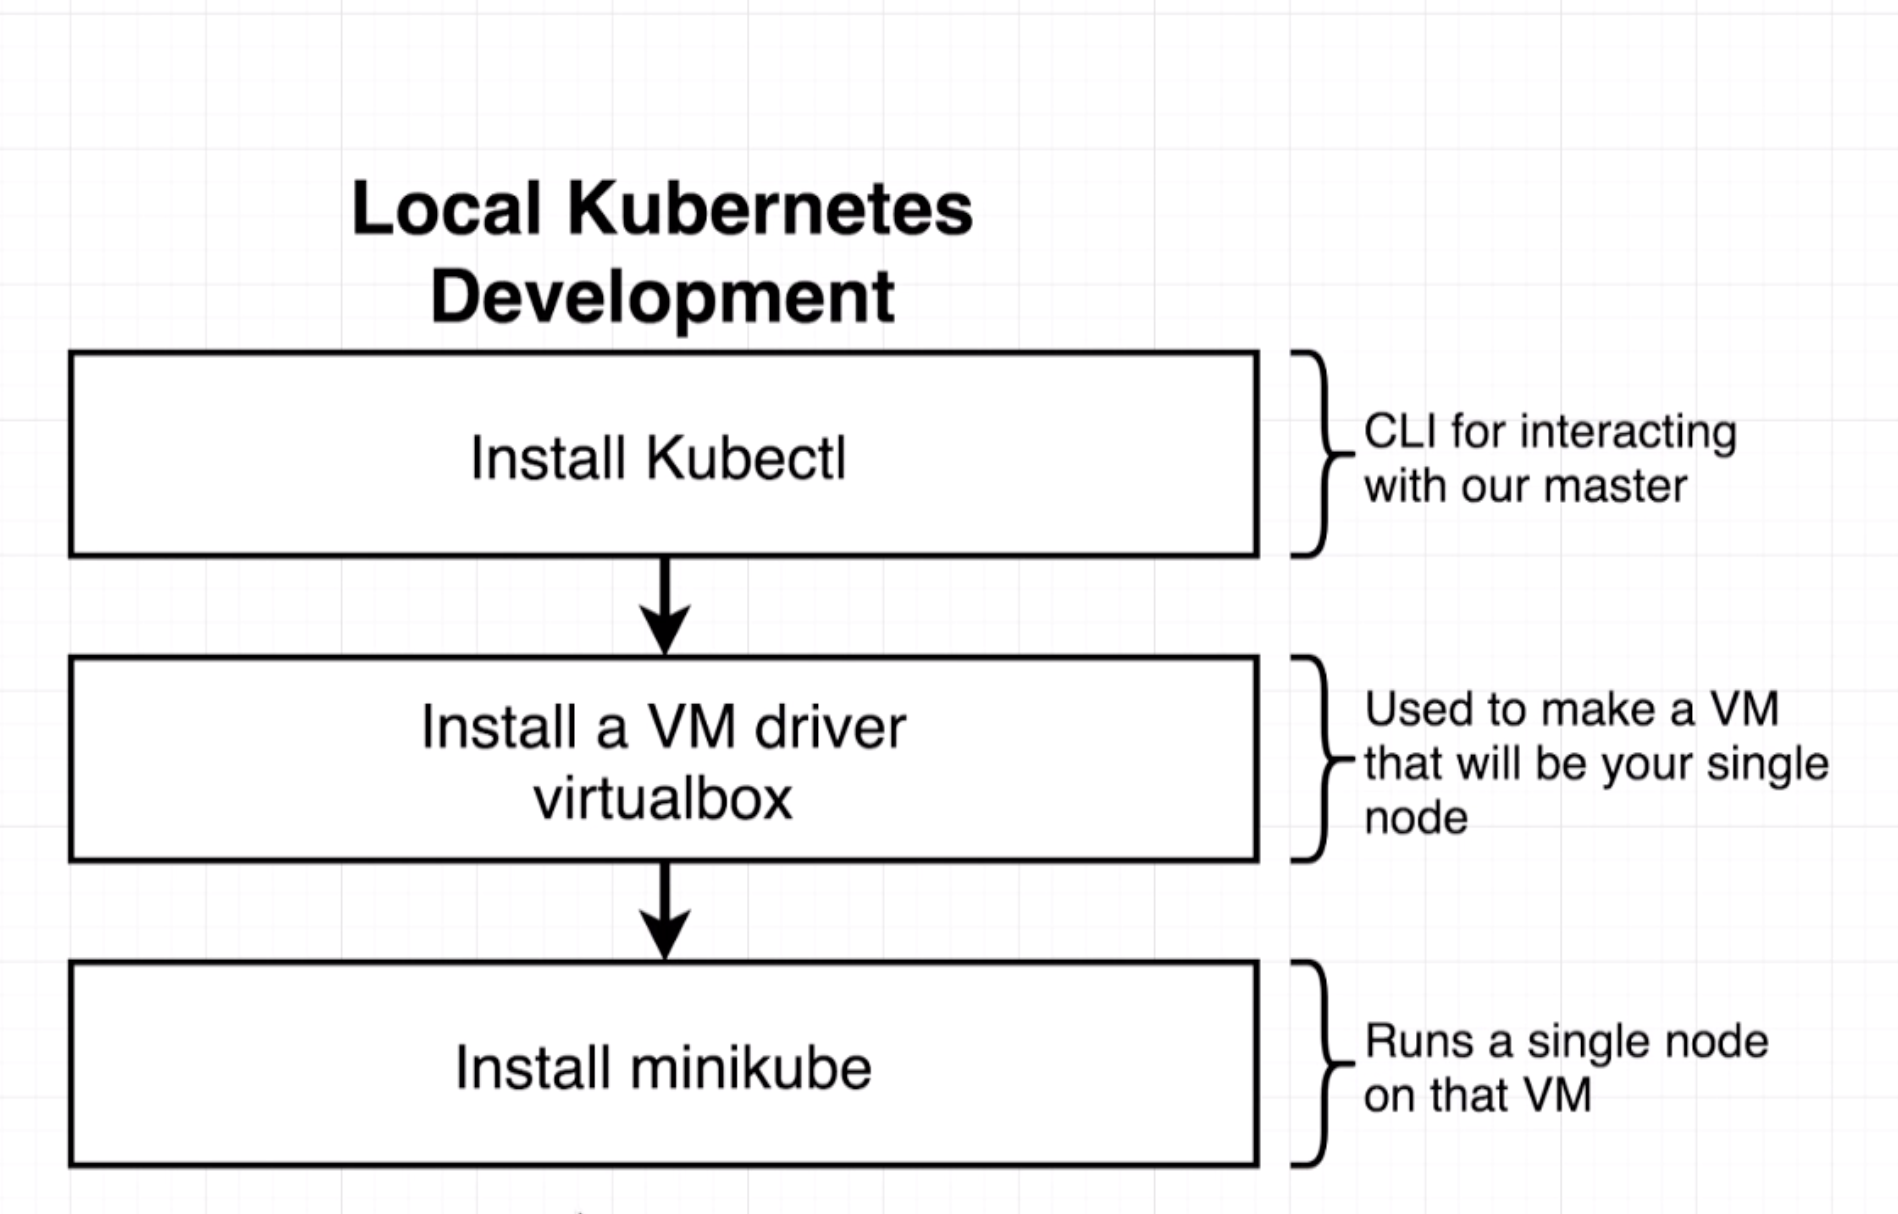 Local Kubernetes
Development
Install Kubectl
CLI for interacting
with our master
Install a VM driver
virtualbox
Used to make a VM
that will be your single
node
Install minikube
Runs a single node
on that VM